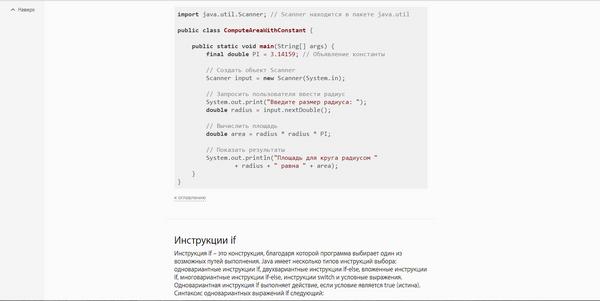 Наверх
import java.util.Scanner; // Scanner находится в пакете java.util
public class ComputeAreaWithConstant {
public static void main(String[] args) {
final double PI = 3.14159; // Объявление константы
// Создать объект Scanner
Scanner input = new Scanner(System.in);
// Запросить пользователя ввести радиус
System.out.print("Введите размер радиуса: ");
double radius = input.nextDouble();
// Вычислить площадь
double area = radius * radius * PI;
// Показать результаты
System.out.println("Площадь для круга радиусом "
+ radius + " равна " + area);
}
}
к оглавлению
Инструкции if
Инструкция if – это конструкция, благодаря которой программа выбирает один из
возможных путей выполнения. Java имеет несколько типов инструкций выбора:
одновариантные инструкции if, двухвариантные инструкции if-else, вложенные инструкции
if, многовариантные инструкции if-else, инструкции switch и условные выражения.
Одновариантная инструкция if выполняет действие, если условие является true (истина).
Синтаксис одновариантных выражений if следующий: